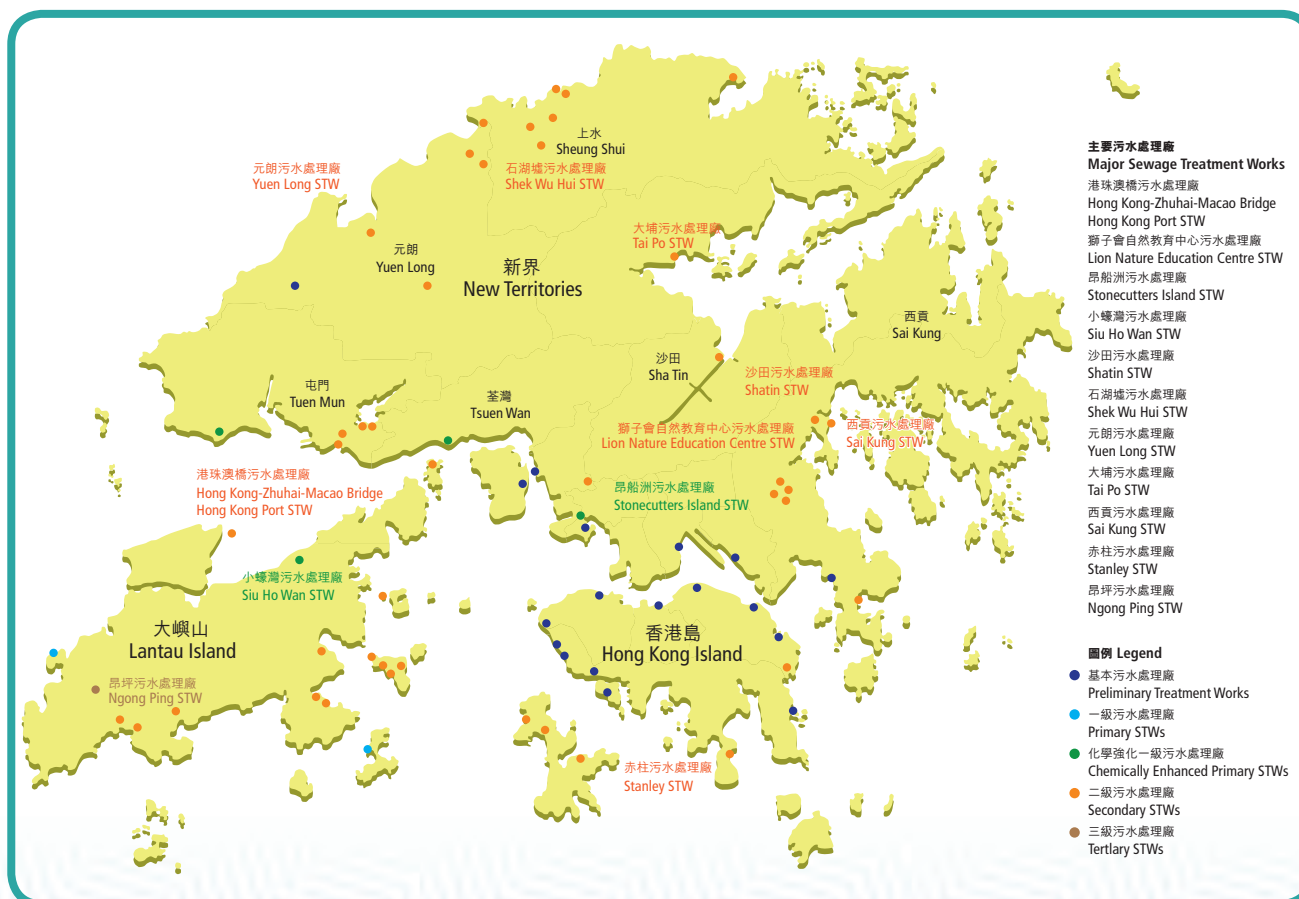 上水
Sheung Shui
元朗污水處理廠
Yuen Long STW
石湖墟污水處理廠
Shek Wu Hui STW
大埔污水處理廠
Tai Po STW
元朗
Yuen Long
新界
New Territories
西貢
Sai Kung
沙田
Sha Tin
沙田污水處理廠
Shatin STW
屯門
Tuen Mun
荃灣
Tsuen Wan
獅子會自然教育中心污水處理廠
Lion Nature Education Centre STW
西貢污水處理廠
Sai Kung STW
港珠澳橋污水處理廠
Hong Kong-Zhuhai-Macao Bridge
Hong Kong Port STW
昂船洲污水處理廠
Stonecutters Island STW
小蠔灣污水處理廠
Siu Ho Wan STW
大嶼山
Lantau Island
香港島
Hong Kong Island
昂坪污水處理廠
Ngong Ping STW
赤柱污水處理廠
Stanley STW
主要污水處理廠
Major Sewage Treatment Works
港珠澳橋污水處理廠
Hong Kong-Zhuhai-Macao Bridge
Hong Kong Port STW
獅子會自然教育中心污水處理廠
Lion Nature Education Centre STW
昂船洲污水處理廠
Stonecutters Island STW
小蠔灣污水處理廠
Siu Ho Wan STW
沙田污水處理廠
Shatin STW
石湖墟污水處理廠
Shek Wu Hui STW
元朗污水處理廠
Yuen Long STW
大埔污水處理廠
Tai Po STW
西貢污水處理廠
Sai Kung STW
赤柱污水處理廠
Stanley STW
昂坪污水處理廠
Ngong Ping STW
圖例 Legend
基本污水處理廠
Preliminary Treatment Works
一級污水處理廠
Primary STWs
化學強化一級污水處理廠
Chemically Enhanced Primary STWs
二級污水處理廠
Secondary STWs
三級污水處理廠
Tertlary STWs